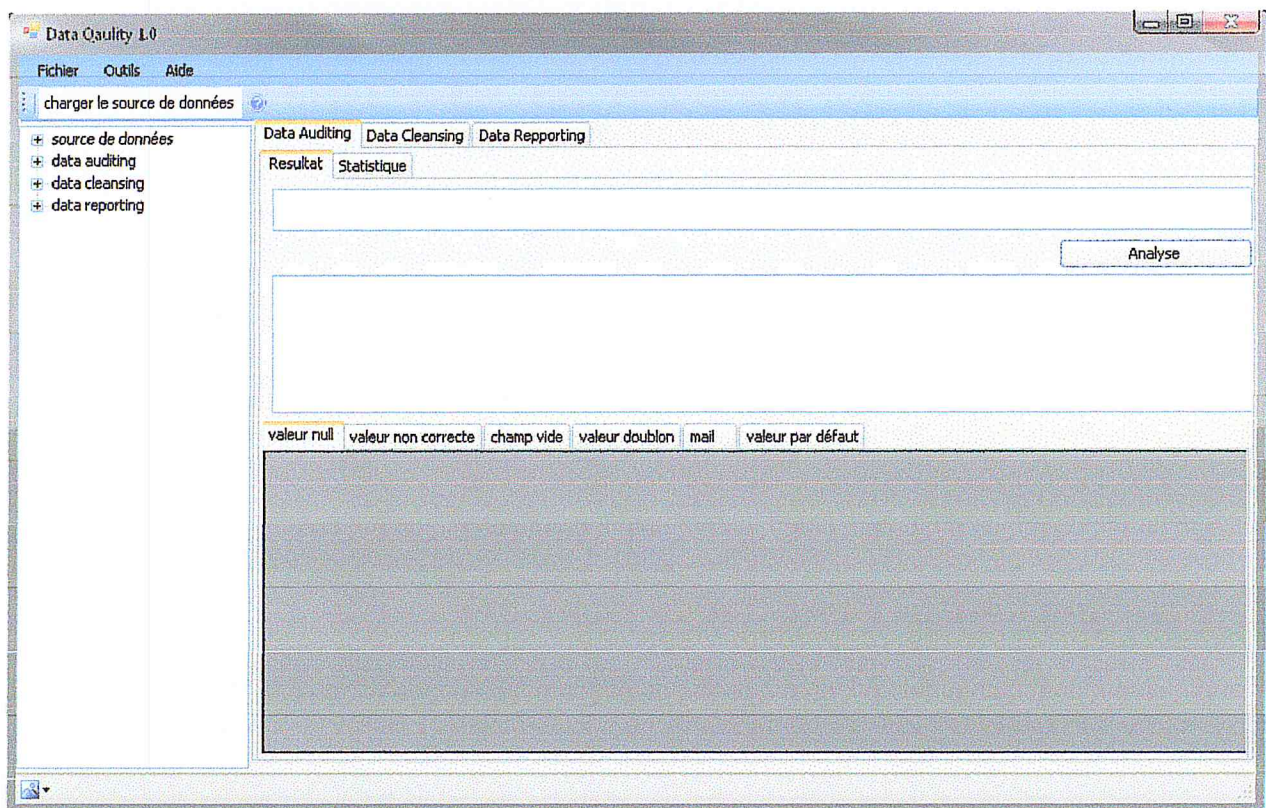 Data Qaulity 1.0
Fichier Outils Aide
charger le source de données
source de données
data auditing
data cleansing
data reporting
Data Auditing Data Cleansing Data Repporting
Resultat Statistique
Analyse
valeur null valeur non correcte champ vide valeur doublon mail valeur par défaut